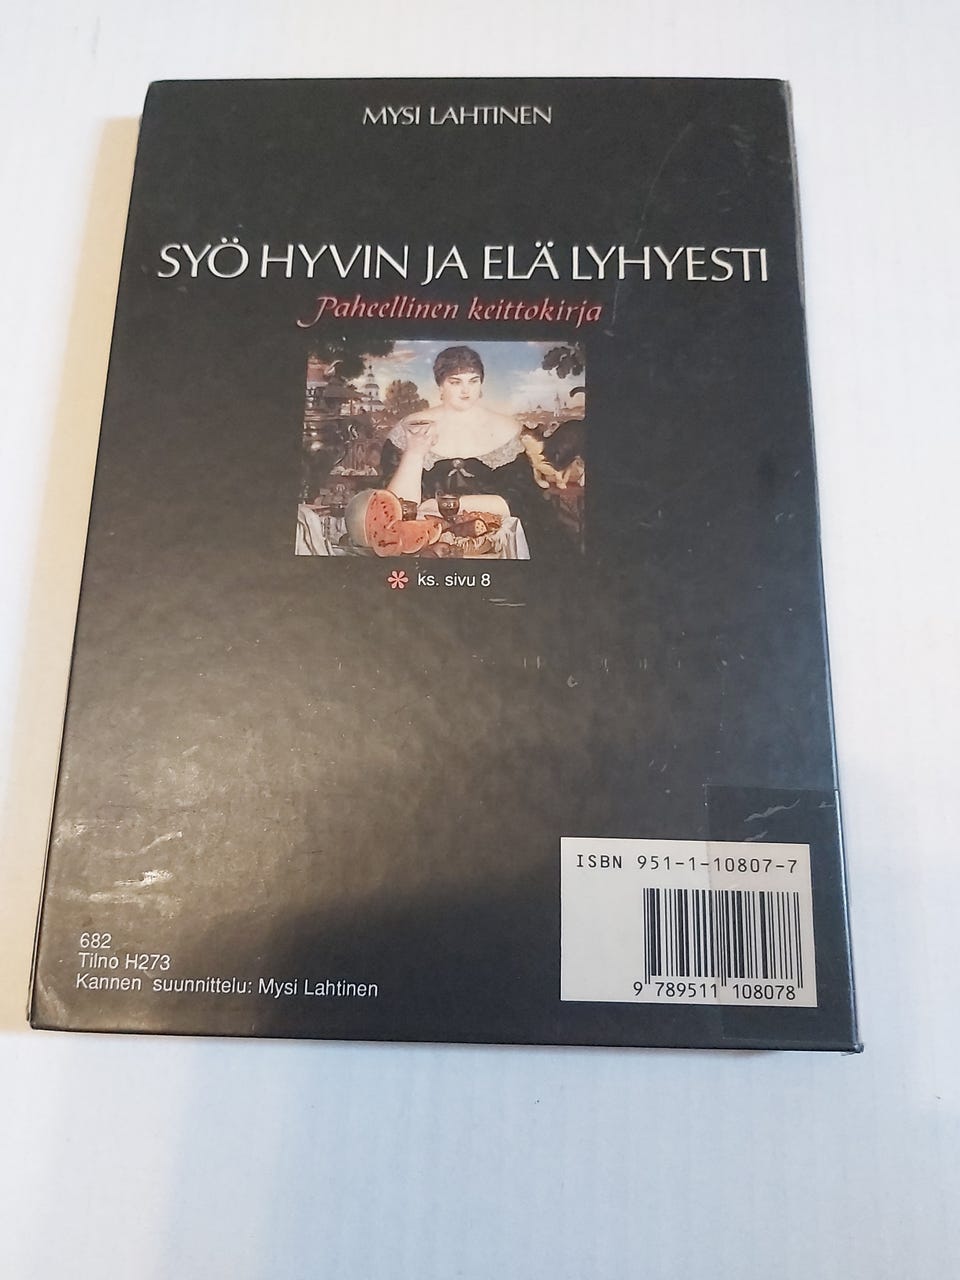 MYSI LAHTINEN
SYÖ HYVIN JA ELÄ LYHYESTI
Paheellinen keittokirja
ks. sivu 8
ISBN 951-1-10807-7
9 789511 108078
682
Tilno H273
Kannen suunnittelu: Mysi Lahtinen